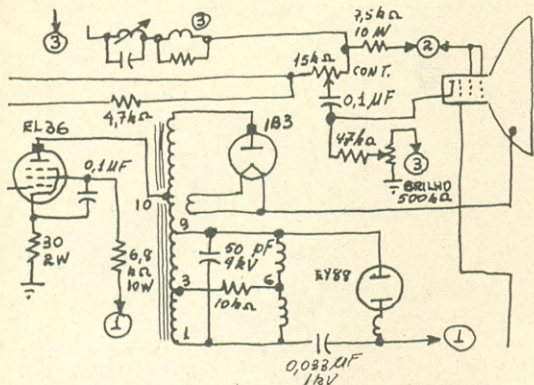 3
3
7,5kΩ
10W
2
15kΩ
CONT.
0,1µF
4,7kΩ
1B3
EL36
0,1µF
47kΩ
3
BRILHO
500kΩ
10
9
30
2W
6,8
kΩ
10W
50 pF
4kV
EY88
3
10kΩ
6
1
1
1
0,033µF
1kV